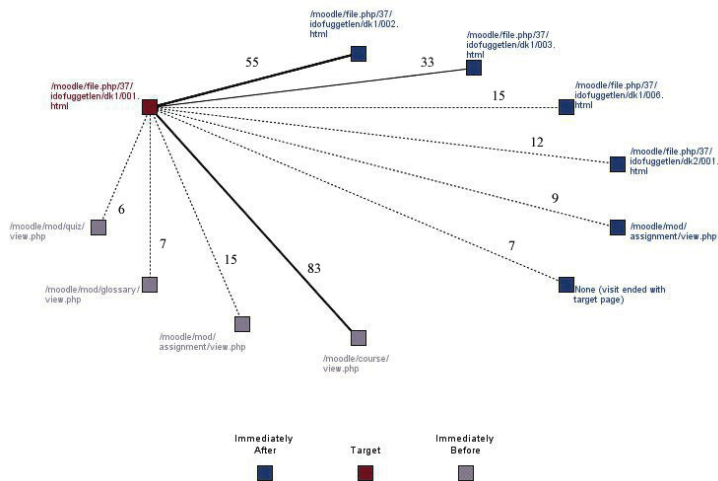 /moodle/file.php/37/
idofuggetlen/dk1/002.
html
/moodle/file.php/37/
idofuggetlen/dk1/003.
html
55
33
/moodle/file.php/37/
idofuggetlen/dk1/001.
html
/moodle/file.php/37/
idofuggetlen/dk1/006.
html
15
12
/moodle/file.php/37/
idofuggetlen/dk2/001.
html
9
6
/moodle/mod/quiz/
view.php
/moodle/mod/
assignment/view.php
7
7
15
83
/moodle/mod/glossary/
view.php
None (visit ended with
target page)
/moodle/mod/
assignment/view.php
/moodle/course/
view.php
Immediately
After
Target
Immediately
Before